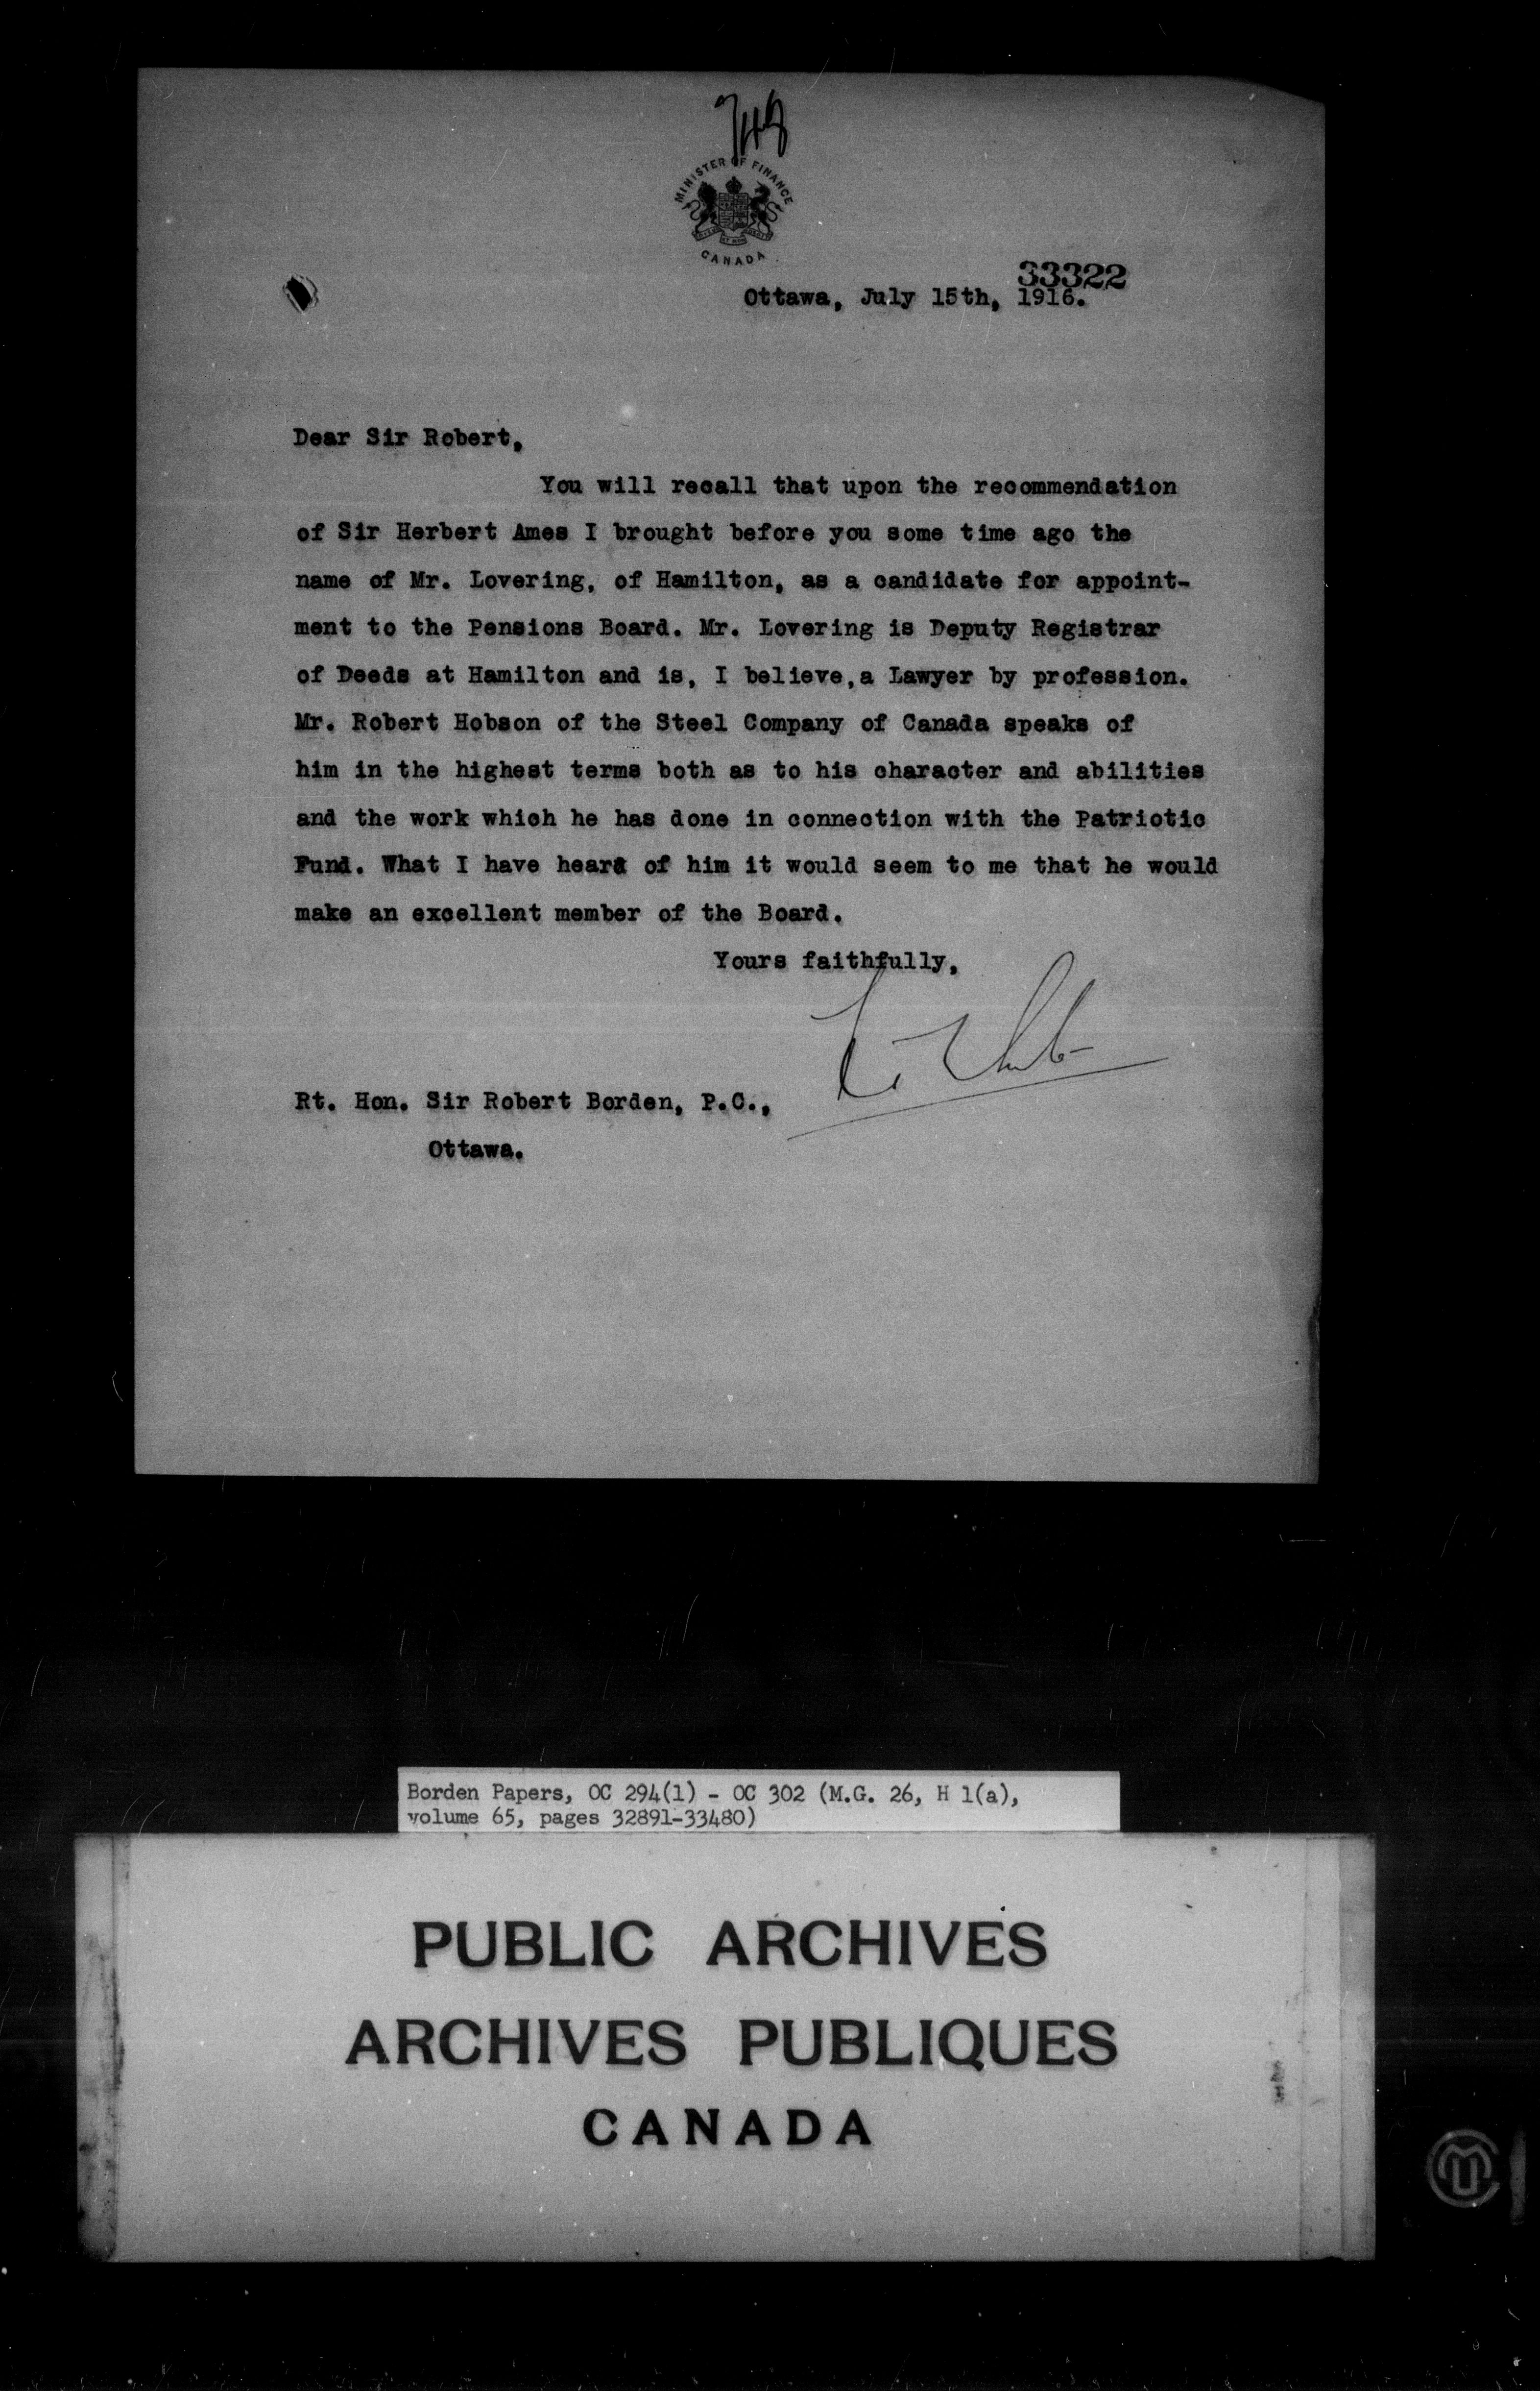 MINISTER OF FINANCE
CANADA
33322
Ottawa, July 15th, 1916.
Dear Sir Robert,
You will recall that upon the recommendation
of Sir Herbert Ames I brought before you some time ago the
name of Mr. Lovering, of Hamilton, as a candidate for appoint-
ment to the Pensions Board. Mr. Lovering is Deputy Registrar
of Deeds at Hamilton and is, I believe, a Lawyer by profession.
Mr. Robert Hobson of the Steel Company of Canada speaks of
him in the highest terms both as to his character and abilities
and the work which he has done in connection with the Patriotic
Fund. What I have heard of him it would seem to me that he would
make an excellent member of the Board.
Yours faithfully,
Rt. Hon. Sir Robert Borden, P.C.,
Ottawa.
Borden Papers, OC 294(1) - OC 302 (M.G. 26, H 1(a),
volume 65, pages 32891-33480)
PUBLIC ARCHIVES
ARCHIVES PUBLIQUES
CANADA